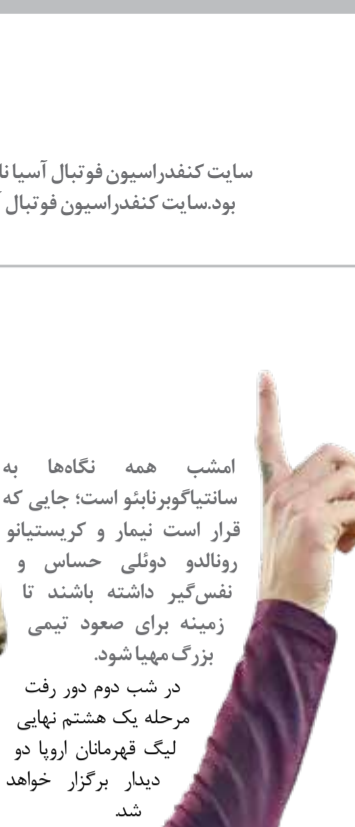 سایت کنفدراسیون فوتبال آسیا
بود.سایت کنفدراسیون فوتبال
امشب همه نگاه‌ها به
سانتیاگوبرنابئو است؛ جایی که
قرار است نیمار و کریستیانو
رونالدو دوئلی حساس و
نفس‌گیر داشته باشند تا
زمینه برای صعود تیمی
بزرگ مهیا شود.
در شب دوم دور رفت
مرحله یک هشتم نهایی
لیگ قهرمانان اروپا دو
دیدار برگزار خواهد
شد.